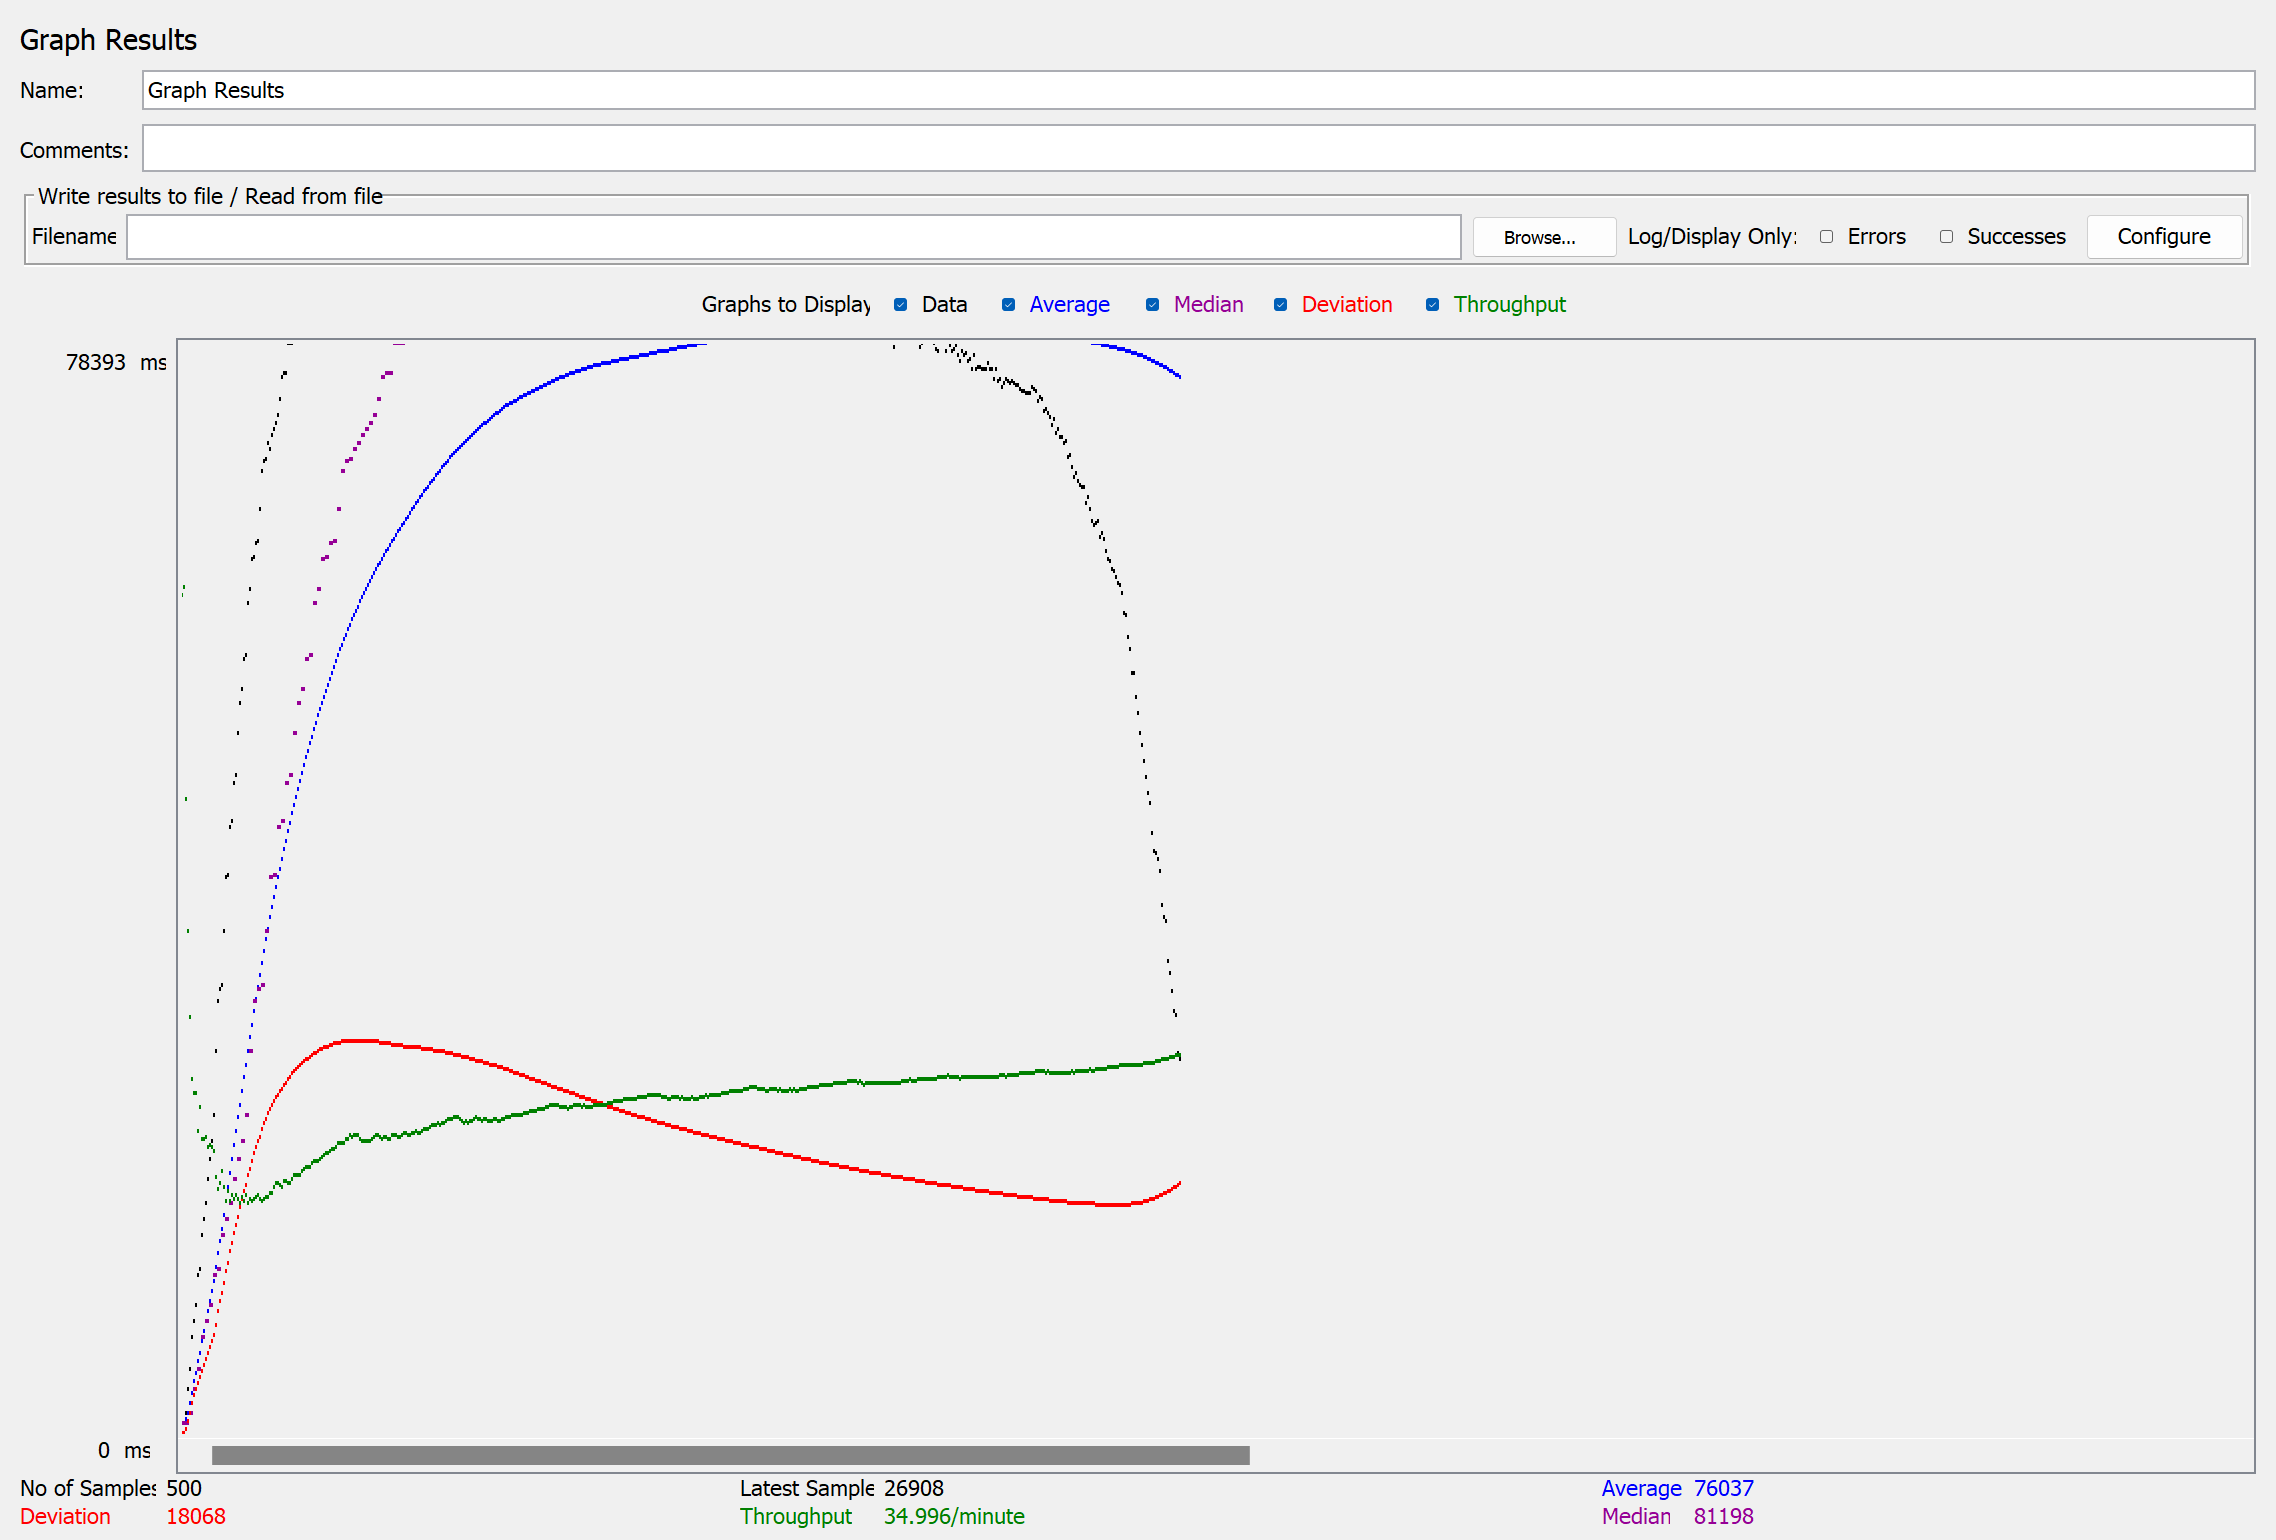 Graph Results
Name: Graph Results
Comments:
Write results to file / Read from file
Filename Browse... Log/Display Only: Errors Successes Configure
Graphs to Display Data Average Median Deviation Throughput
78393 ms
0 ms
No of Samples 500 Latest Sample 26908 Average 76037
Deviation 18068 Throughput 34.996/minute Median 81198